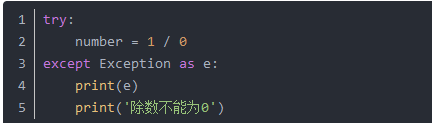 1 try:
2     number = 1 / 0
3 except Exception as e:
4     print(e)
5     print('除数不能为0')